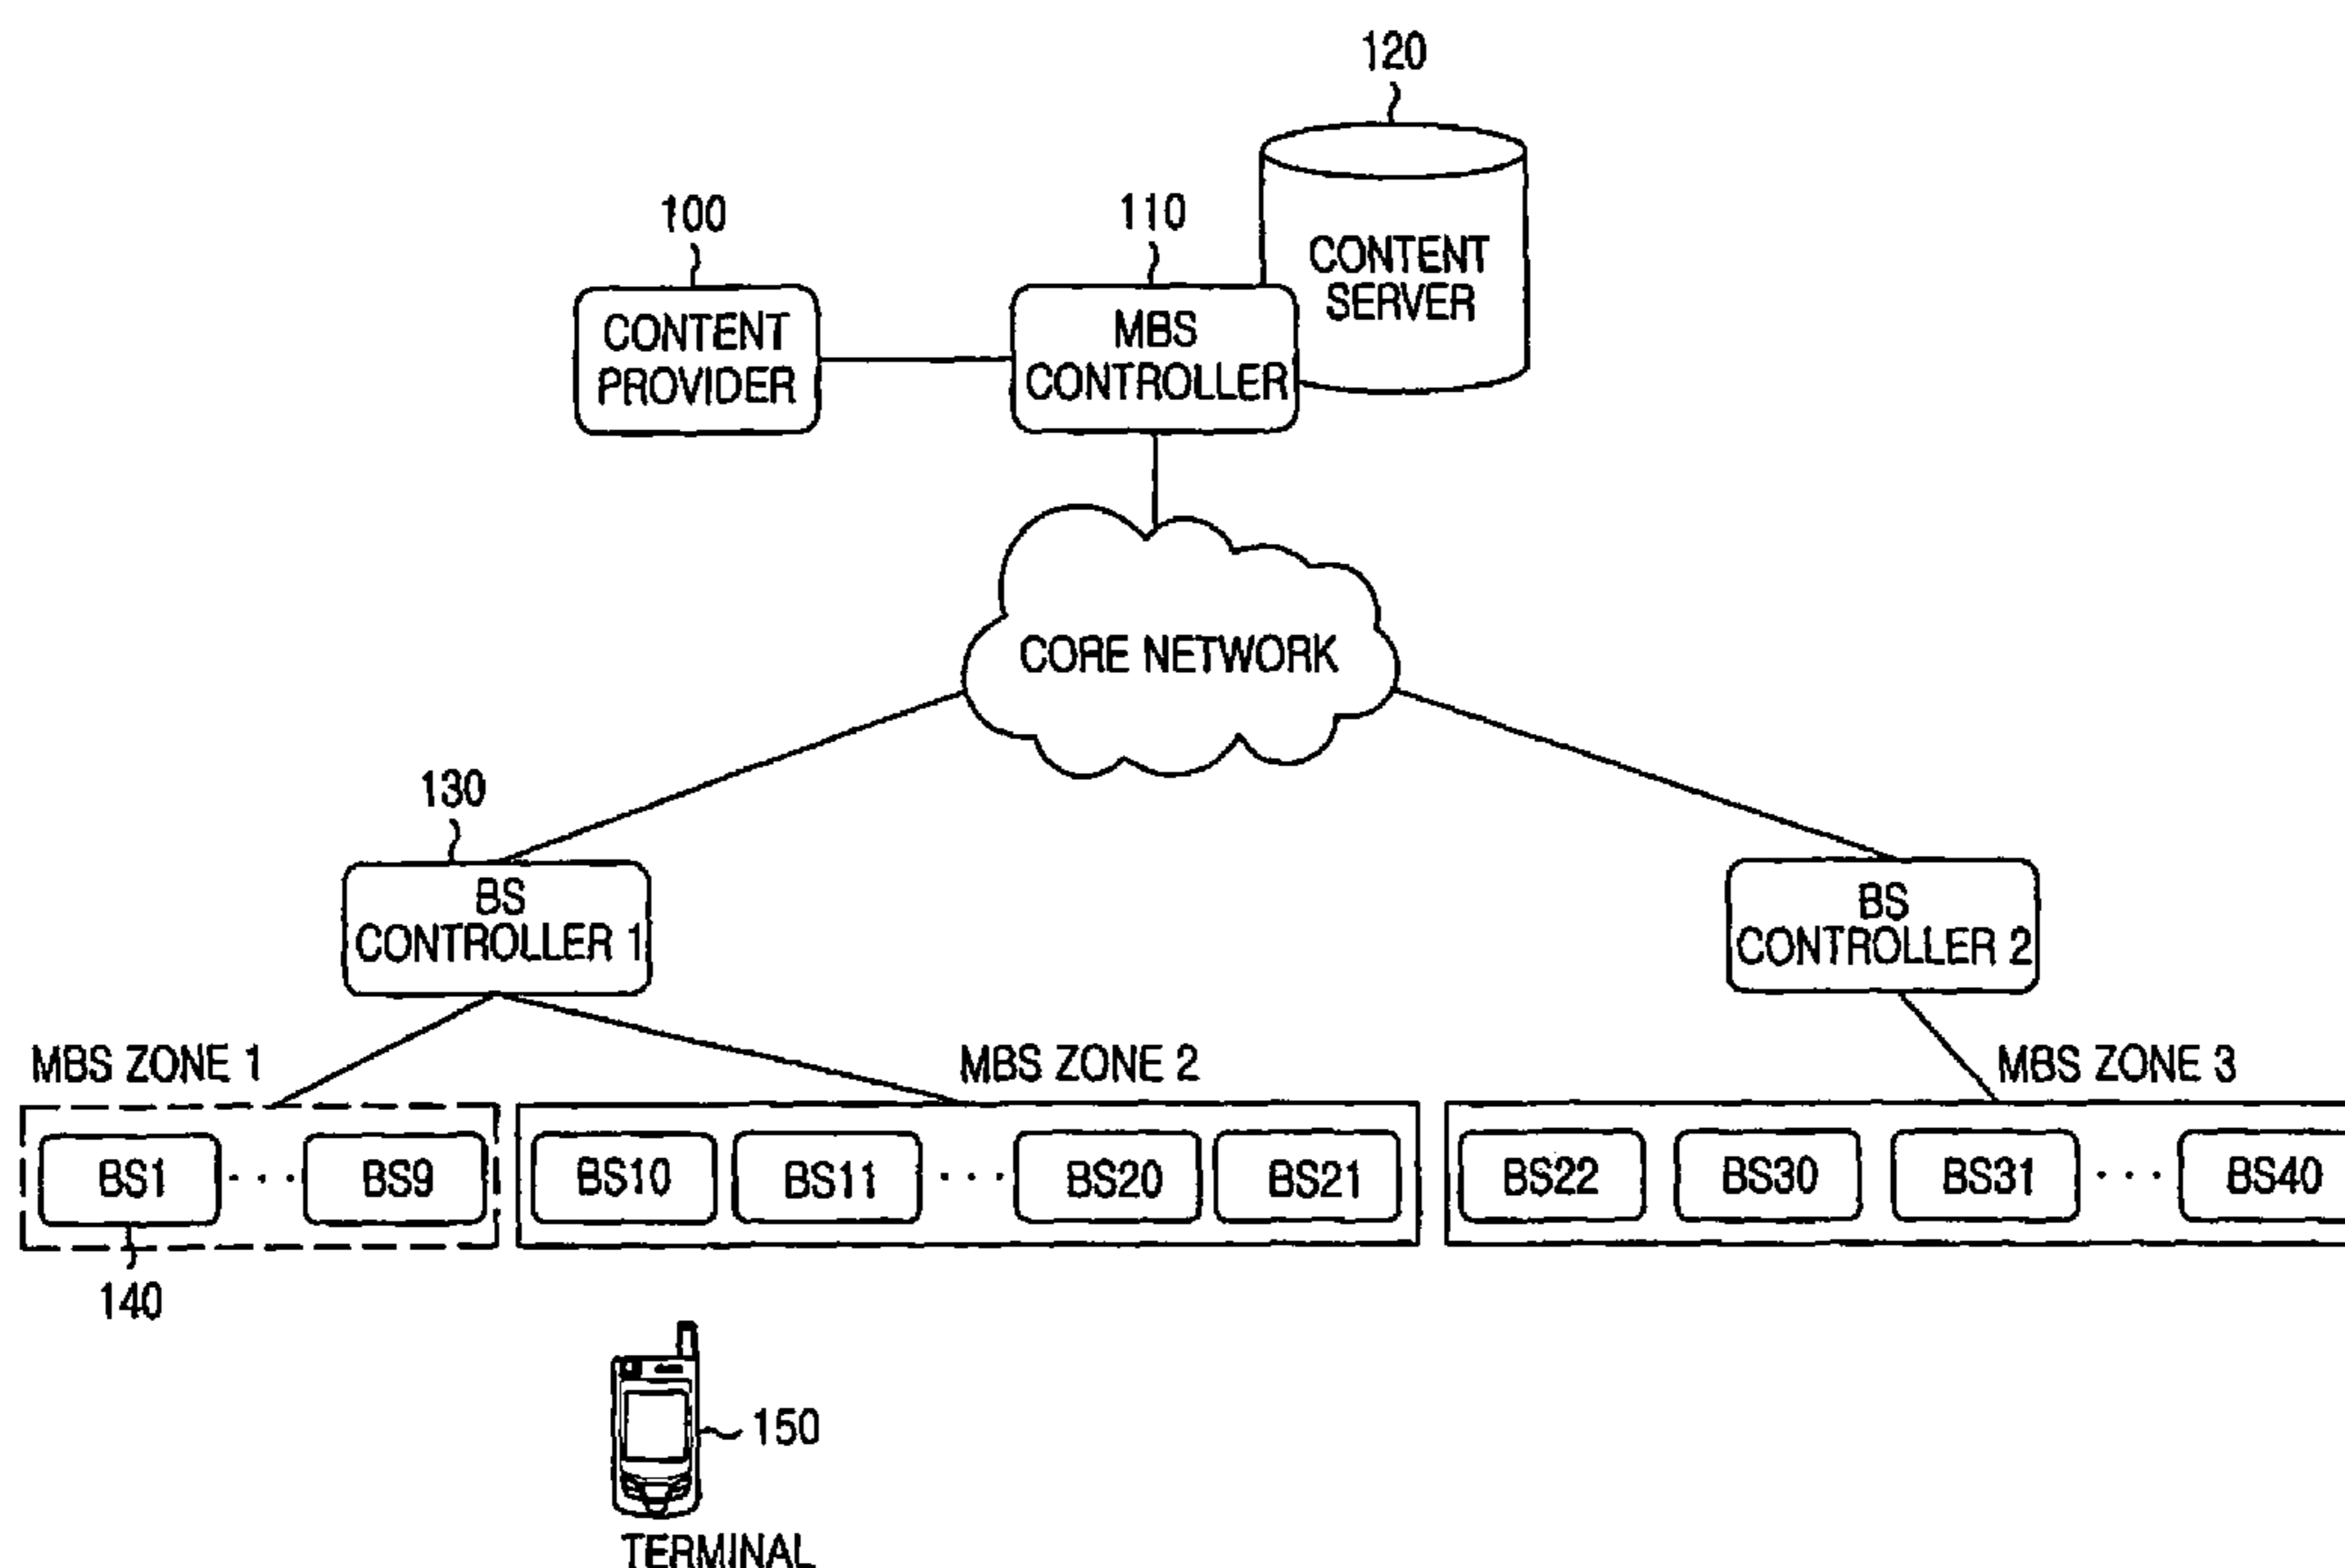 120
100
110
CONTENT
SERVER
CONTENT
PROVIDER
MBS
CONTROLLER
CORE NETWORK
130
BS
CONTROLLER 1
BS
CONTROLLER 2
MBS ZONE 1
MBS ZONE 2
MBS ZONE 3
BS1 ... BS9
BS10 BS11 ... BS20 BS21
BS22 BS30 BS31 ... BS40
140
150
TERMINAL